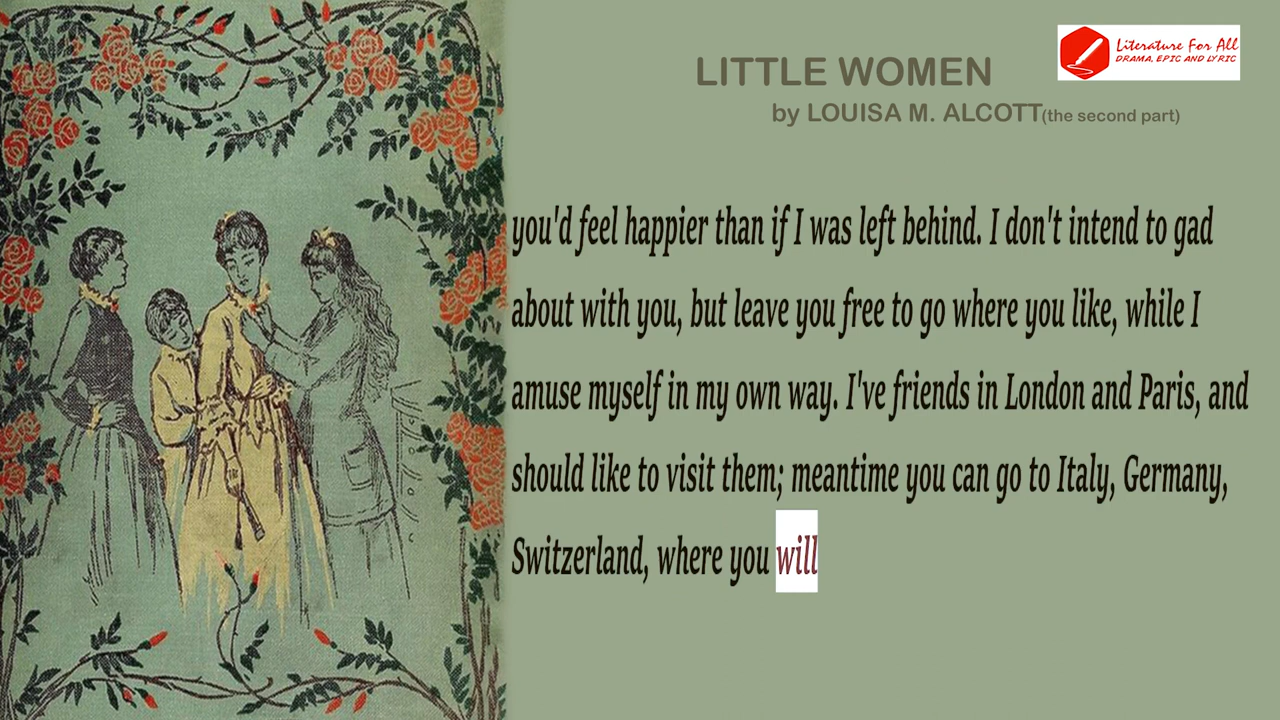 LITTLE WOMEN
by LOUISA M. ALCOTT(the second part)
Literature For All
DRAMA, EPIC AND LYRIC
you'd feel happier than if I was left behind. I don't intend to gad
about with you, but leave you free to go where you like, while I
amuse myself in my own way. I've friends in London and Paris, and
should like to visit them; meantime you can go to Italy, Germany,
Switzerland, where you will